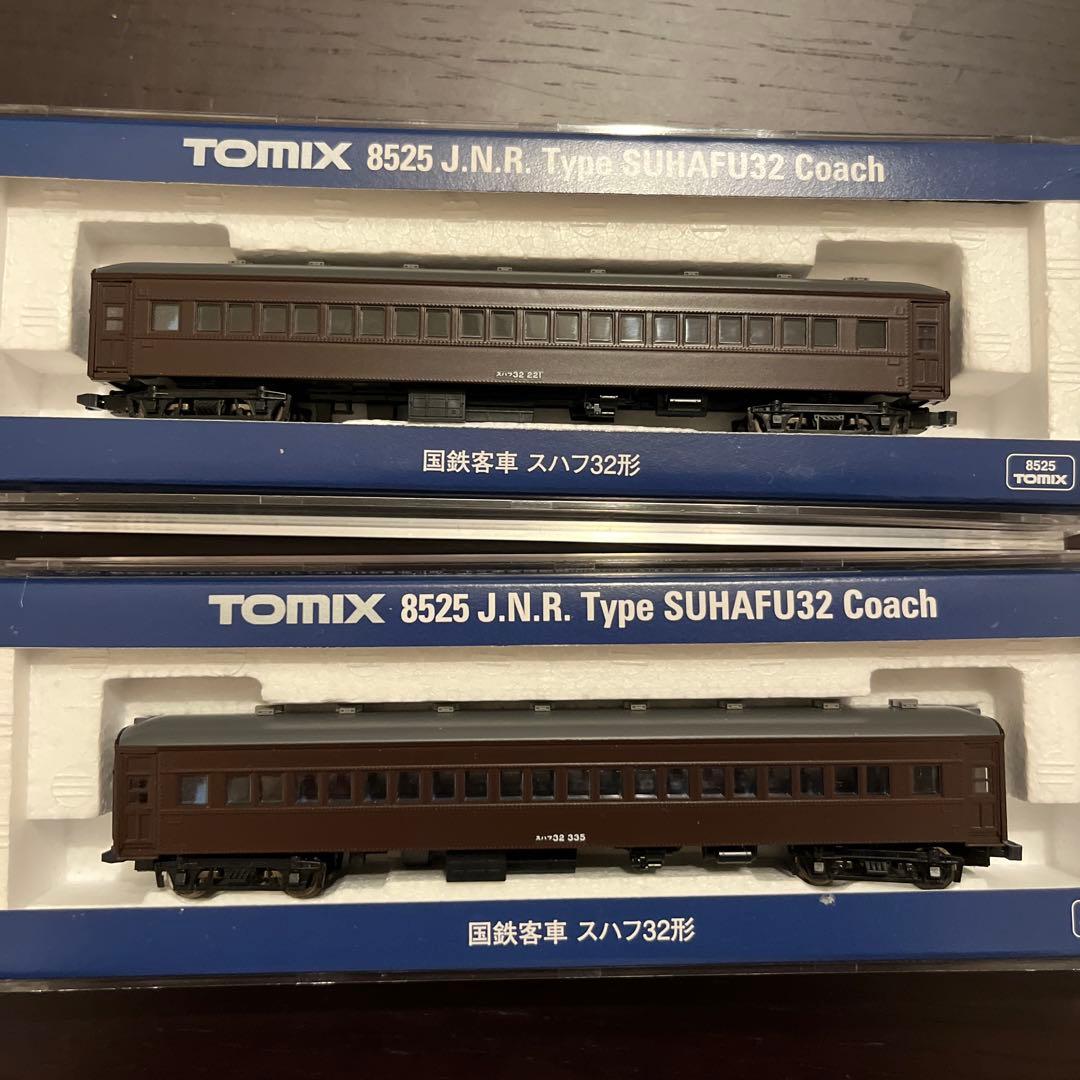 TOMIX 8525 J.N.R. Type SUHAFU32 Coach
スハフ32 221
国鉄客車 スハフ32形
8525
TOMIX
TOMIX 8525 J.N.R. Type SUHAFU32 Coach
スハフ32 335
国鉄客車 スハフ32形